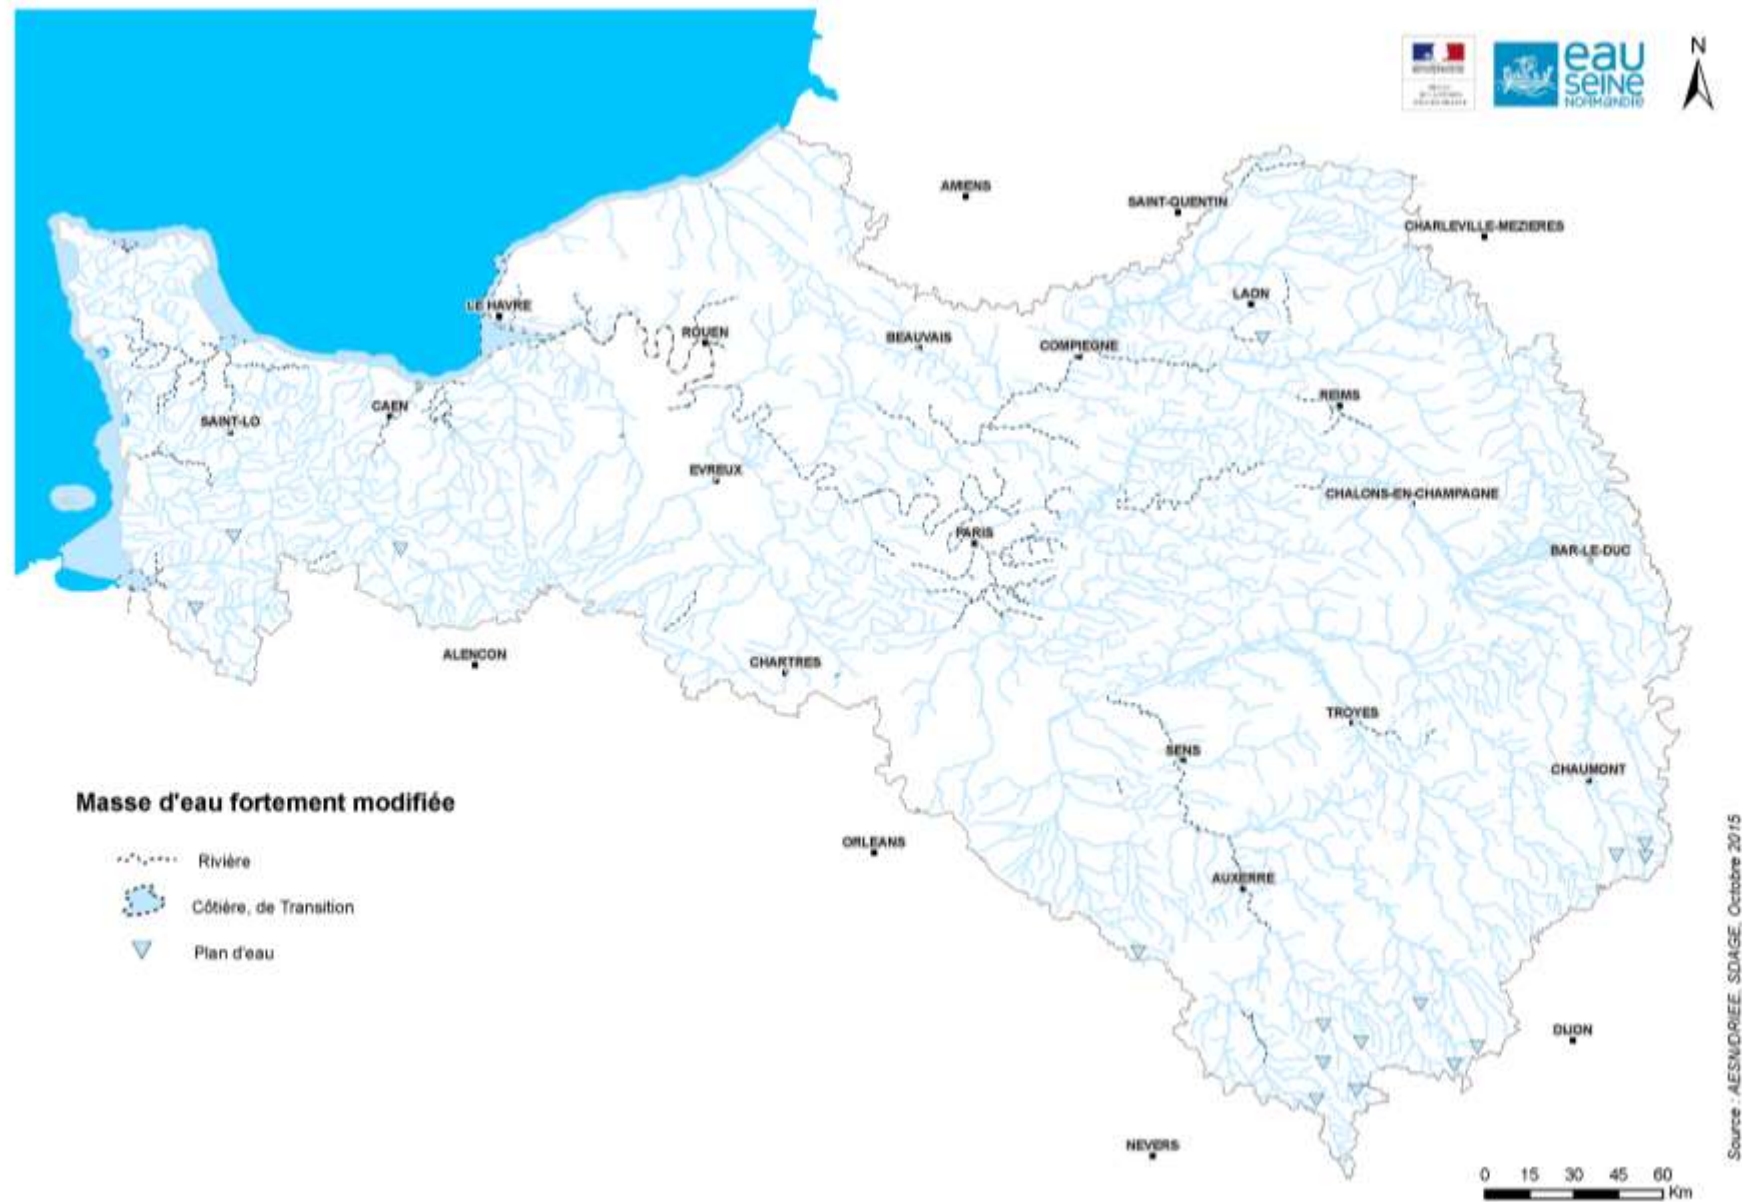 eau
SEINE
NORMANDIE
N
AMIENS
SAINT-QUENTIN
CHARLEVILLE-MEZIERES
LAON
LE HAVRE
ROUEN
BEAUVAIS
COMPIEGNE
REIMS
CAEN
SAINT-LO
EVREUX
CHALONS-EN-CHAMPAGNE
PARIS
BAR-LE-DUC
ALENCON
CHARTRES
TROYES
SENS
CHAUMONT
Masse d'eau fortement modifiée
Rivière
Côtière, de Transition
Plan d'eau
ORLEANS
AUXERRE
DIJON
NEVERS
0 15 30 45 60
Km
Source : AESN/DRIEE, SDAGE, Octobre 2015